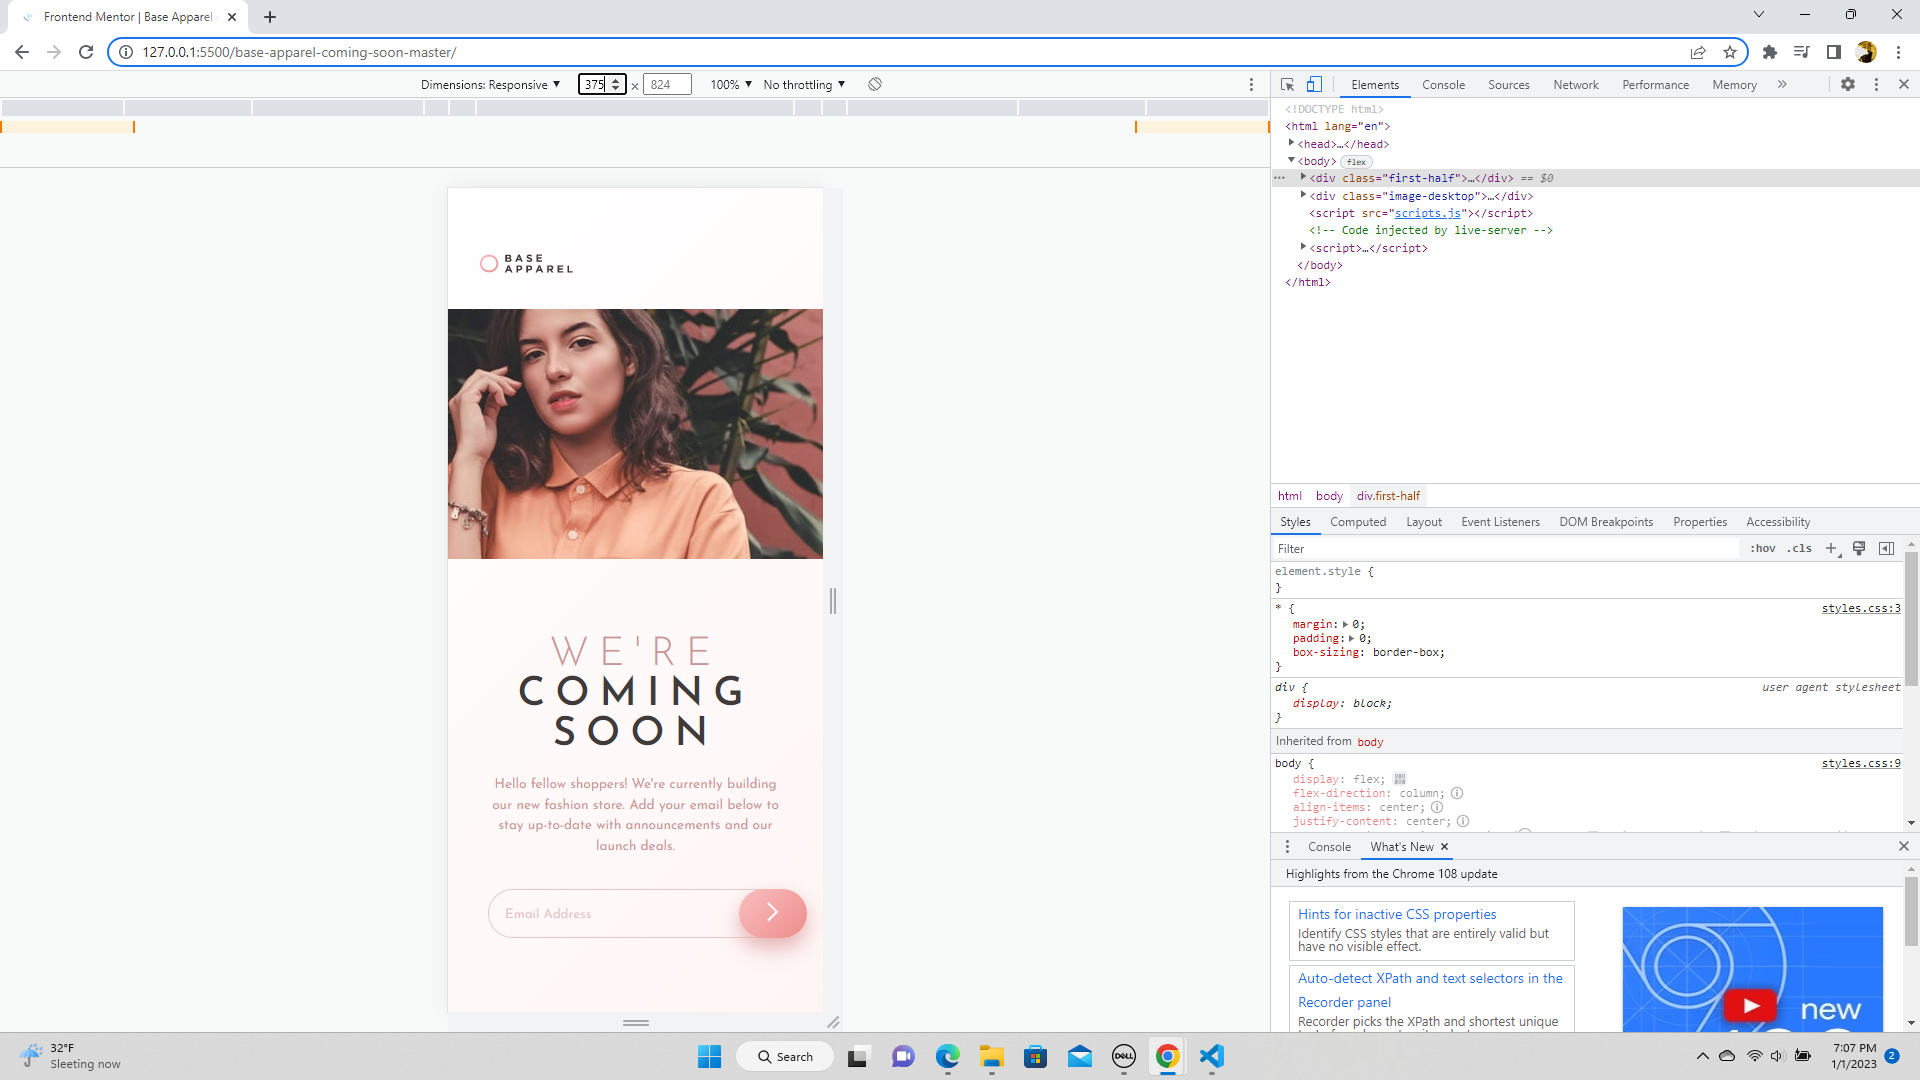 Frontend Mentor | Base Apparel
127.0.0.1:5500/base-apparel-coming-soon-master/
Dimensions: Responsive ▼ 375 × 824 100% ▼ No throttling ▼
Elements Console Sources Network Performance Memory »
<!DOCTYPE html>
<html lang="en">
<head>…</head>
<body> flex
<div class="first-half">…</div> == $0
<div class="image-desktop">…</div>
<script src="scripts.js"></script>
<!-- Code injected by live-server -->
<script>…</script>
</body>
</html>
BASE
APPAREL
WE'RE
COMING
SOON
Hello fellow shoppers! We're currently building
our new fashion store. Add your email below to
stay up-to-date with announcements and our
launch deals.
Email Address
html body div.first-half
Styles Computed Layout Event Listeners DOM Breakpoints Properties Accessibility
Filter :hov .cls
element.style {
}
* { styles.css:3
margin: 0;
padding: 0;
box-sizing: border-box;
}
div { user agent stylesheet
display: block;
}
Inherited from body
body { styles.css:9
display: flex;
flex-direction: column;
align-items: center;
justify-content: center;
Console What's New
Highlights from the Chrome 108 update
Hints for inactive CSS properties
Identify CSS styles that are entirely valid but
have no visible effect.
Auto-detect XPath and text selectors in the
Recorder panel
Recorder picks the XPath and shortest unique
new
32°F
Sleeting now
Search
DELL
7:07 PM
1/1/2023
2